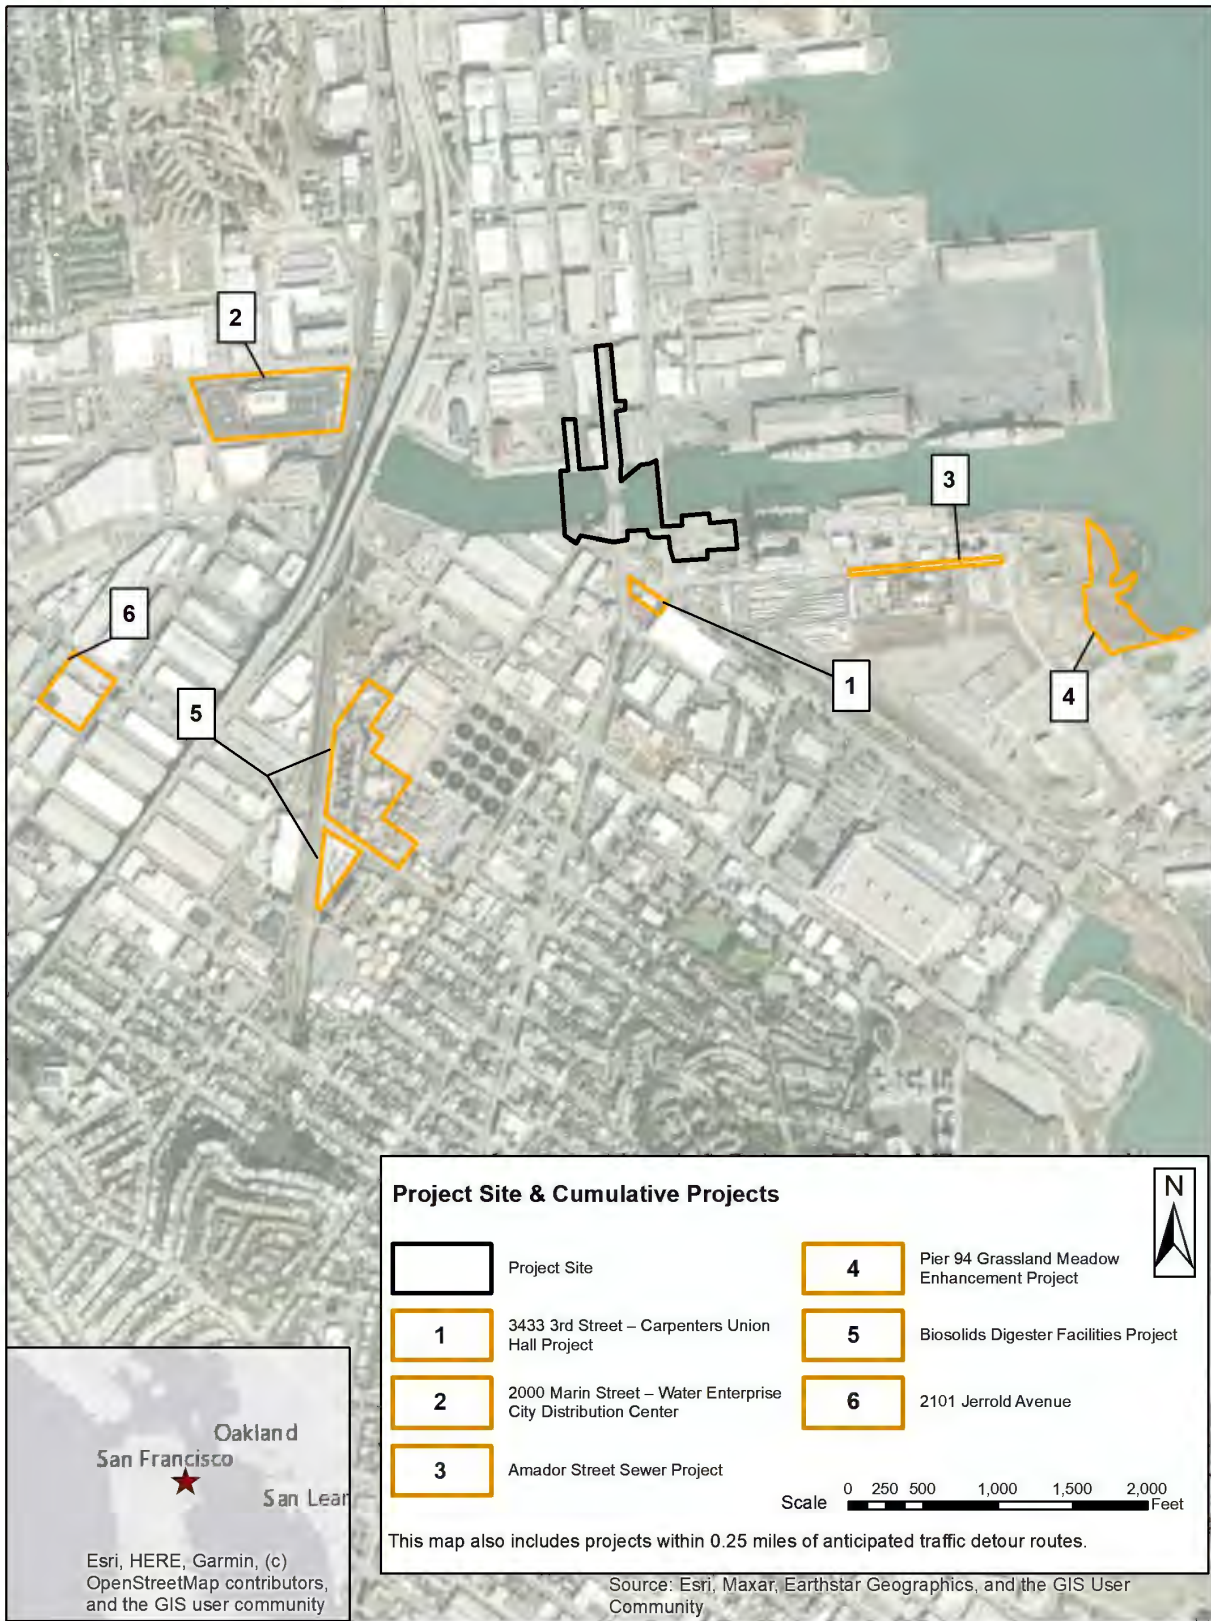 2
3
6
1
4
5
Project Site & Cumulative Projects
N
Project Site
1
3433 3rd Street – Carpenters Union
Hall Project
2
2000 Marin Street – Water Enterprise
City Distribution Center
3
Amador Street Sewer Project
4
Pier 94 Grassland Meadow
Enhancement Project
5
Biosolids Digester Facilities Project
6
2101 Jerrold Avenue
Scale
0 250 500 1,000 1,500 2,000
Feet
This map also includes projects within 0.25 miles of anticipated traffic detour routes.
Oakland
San Francisco
San Lear
Esri, HERE, Garmin, (c)
OpenStreetMap contributors,
and the GIS user community
Source: Esri, Maxar, Earthstar Geographics, and the GIS User
Community